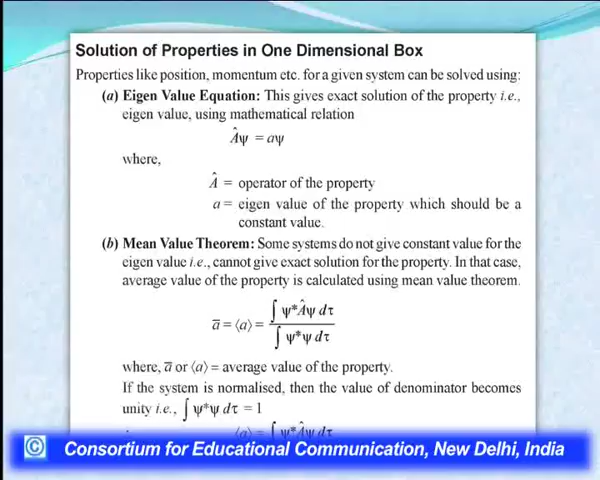 Solution of Properties in One Dimensional Box
Properties like position, momentum etc. for a given system can be solved using:
(a) Eigen Value Equation: This gives exact solution of the property i.e.,
eigen value, using mathematical relation
Âψ = aψ
where,
Â = operator of the property
a = eigen value of the property which should be a
constant value.
(b) Mean Value Theorem: Some systems do not give constant value for the
eigen value i.e., cannot give exact solution for the property. In that case,
average value of the property is calculated using mean value theorem.
a̅ = ⟨a⟩ = ∫ ψ*Âψ dτ / ∫ ψ*ψ dτ
where, a̅ or ⟨a⟩ = average value of the property.
If the system is normalised, then the value of denominator becomes
unity i.e., ∫ ψ*ψ dτ = 1
⟨a⟩ = ∫ ψ*Âψ dτ
© Consortium for Educational Communication, New Delhi, India